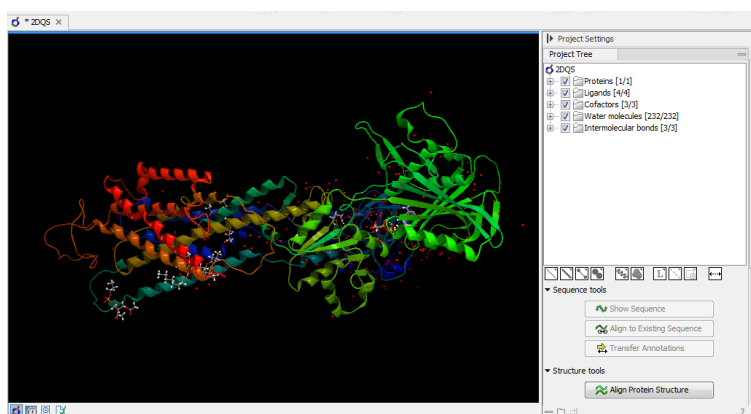 * 2DQS ×
Project Settings
Project Tree
2DQS
Proteins [1/1]
Ligands [4/4]
Cofactors [3/3]
Water molecules [232/232]
Intermolecular bonds [3/3]
L
Sequence tools
Show Sequence
Align to Existing Sequence
Transfer Annotations
Structure tools
Align Protein Structure
?